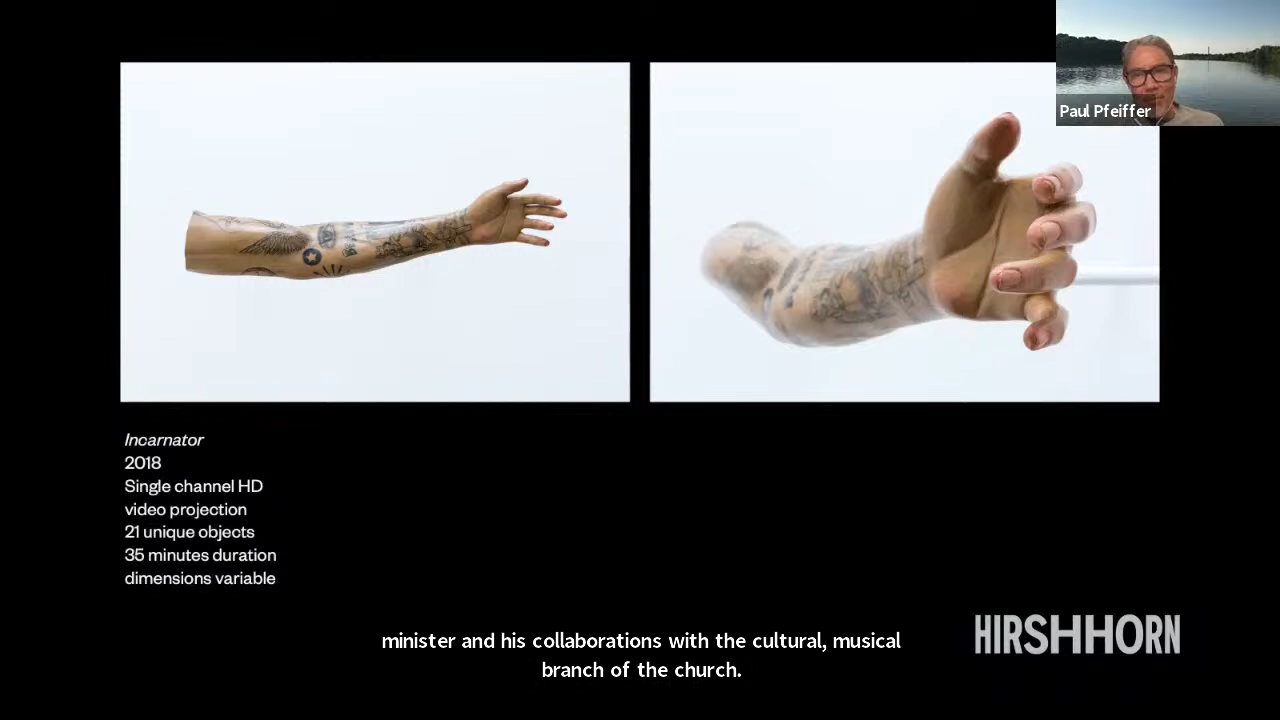 Paul Pfeiffer
Incarnator
2018
Single channel HD
video projection
21 unique objects
35 minutes duration
dimensions variable
HIRSHHORN
minister and his collaborations with the cultural, musical
branch of the church.